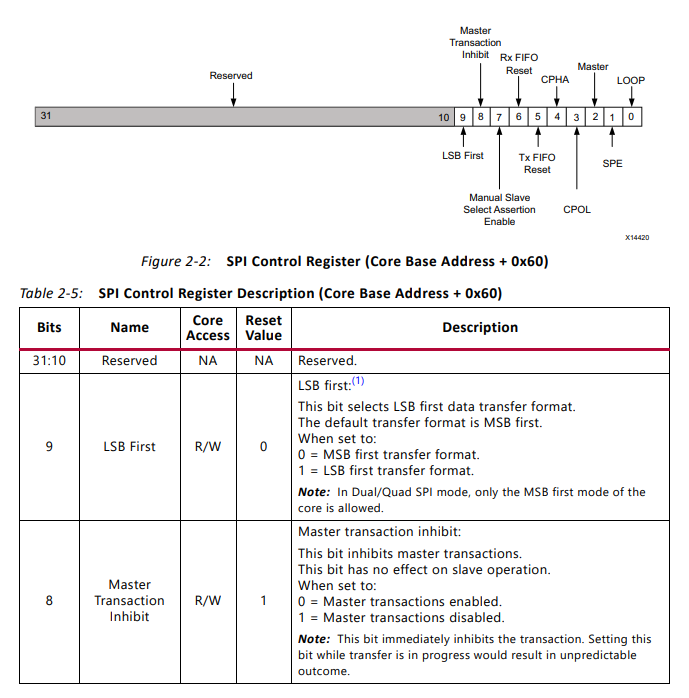 Master
Transaction
Inhibit
Rx FIFO
Reset
Reserved
CPHA
Master
LOOP
31
10 9 8 7 6 5 4 3 2 1 0
LSB First
Tx FIFO
Reset
SPE
Manual Slave
Select Assertion
Enable
CPOL
X14420
Figure 2-2: SPI Control Register (Core Base Address + 0x60)
Table 2-5: SPI Control Register Description (Core Base Address + 0x60)
Bits Name Core Access Reset Value Description
31:10 Reserved NA NA Reserved.
9 LSB First R/W 0
LSB first:(1)
This bit selects LSB first data transfer format.
The default transfer format is MSB first.
When set to:
0 = MSB first transfer format.
1 = LSB first transfer format.
Note: In Dual/Quad SPI mode, only the MSB first mode of the
core is allowed.
8 Master Transaction Inhibit R/W 1
Master transaction inhibit:
This bit inhibits master transactions.
This bit has no effect on slave operation.
When set to:
0 = Master transactions enabled.
1 = Master transactions disabled.
Note: This bit immediately inhibits the transaction. Setting this
bit while transfer is in progress would result in unpredictable
outcome.